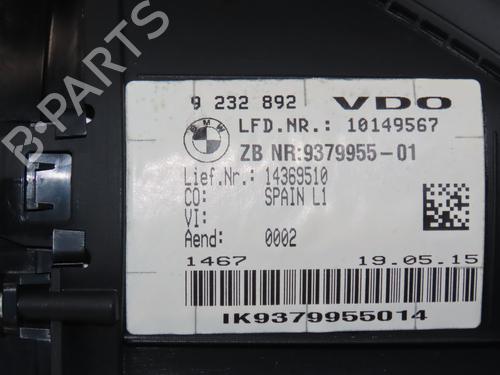 B-PARTS
9 232 892 VDO
BMW
LFD.NR.: 10149567
ZB NR:9379955-01
Lief.Nr.: 14369510
CO: SPAIN L1
VI:
Aend: 0002
1467 19.05.15
IK9379955014